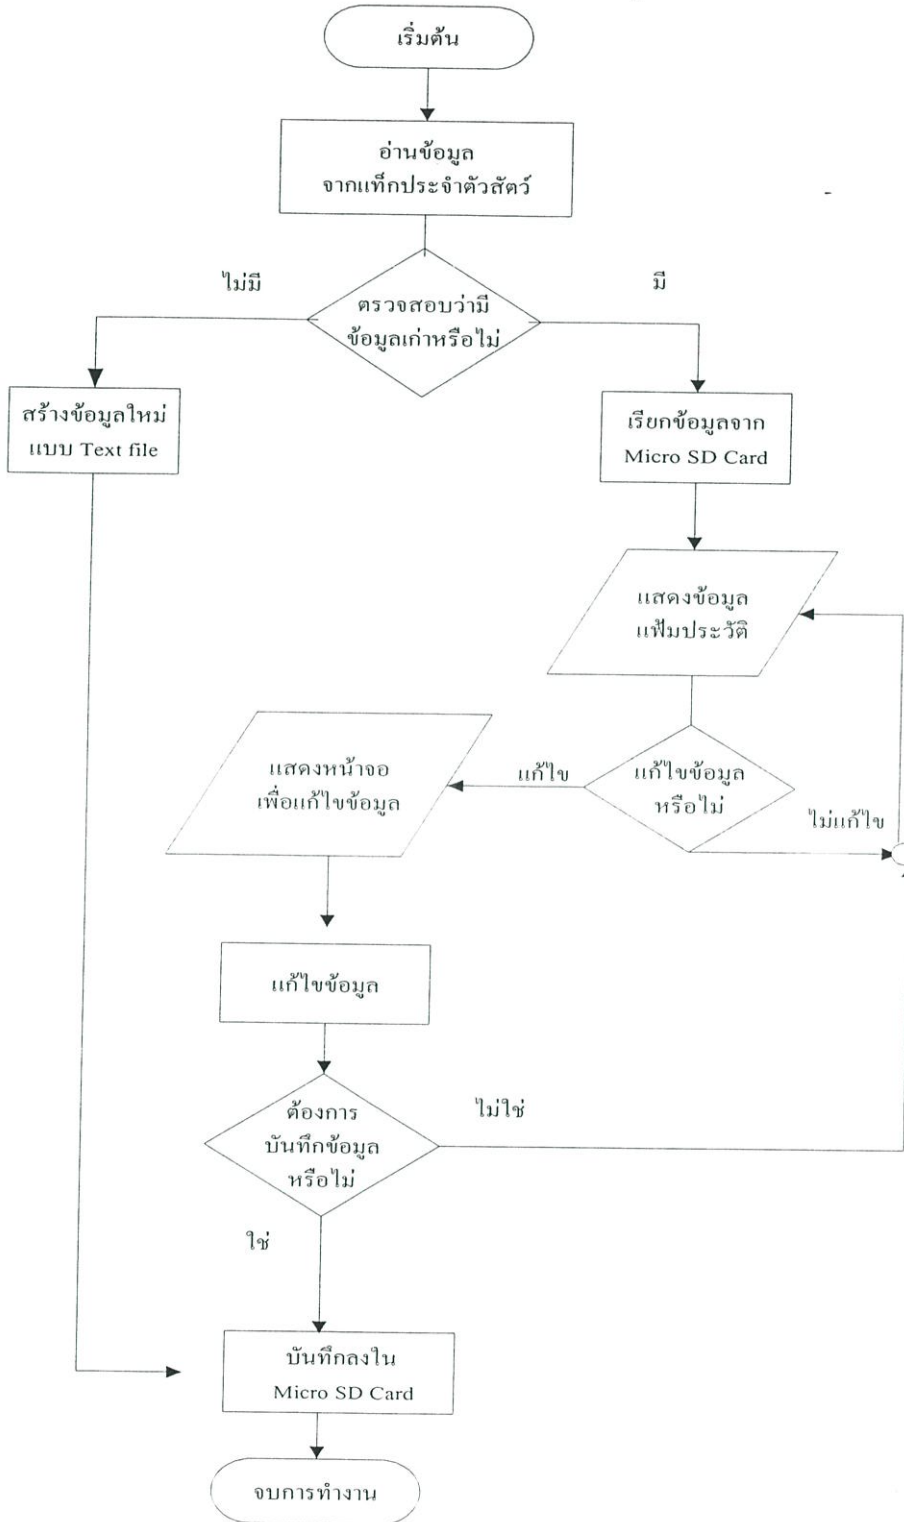 เริ่มต้น
อ่านข้อมูล
จากแท็กประจำตัวสัตว์
ไม่มี
มี
ตรวจสอบว่ามี
ข้อมูลเก่าหรือไม่
สร้างข้อมูลใหม่
แบบ Text file
เรียกข้อมูลจาก
Micro SD Card
แสดงข้อมูล
แฟ้มประวัติ
แสดงหน้าจอ
เพื่อแก้ไขข้อมูล
แก้ไข
แก้ไขข้อมูล
หรือไม่
ไม่แก้ไข
แก้ไขข้อมูล
ต้องการ
บันทึกข้อมูล
หรือไม่
ไม่ใช่
ใช่
บันทึกลงใน
Micro SD Card
จบการทำงาน